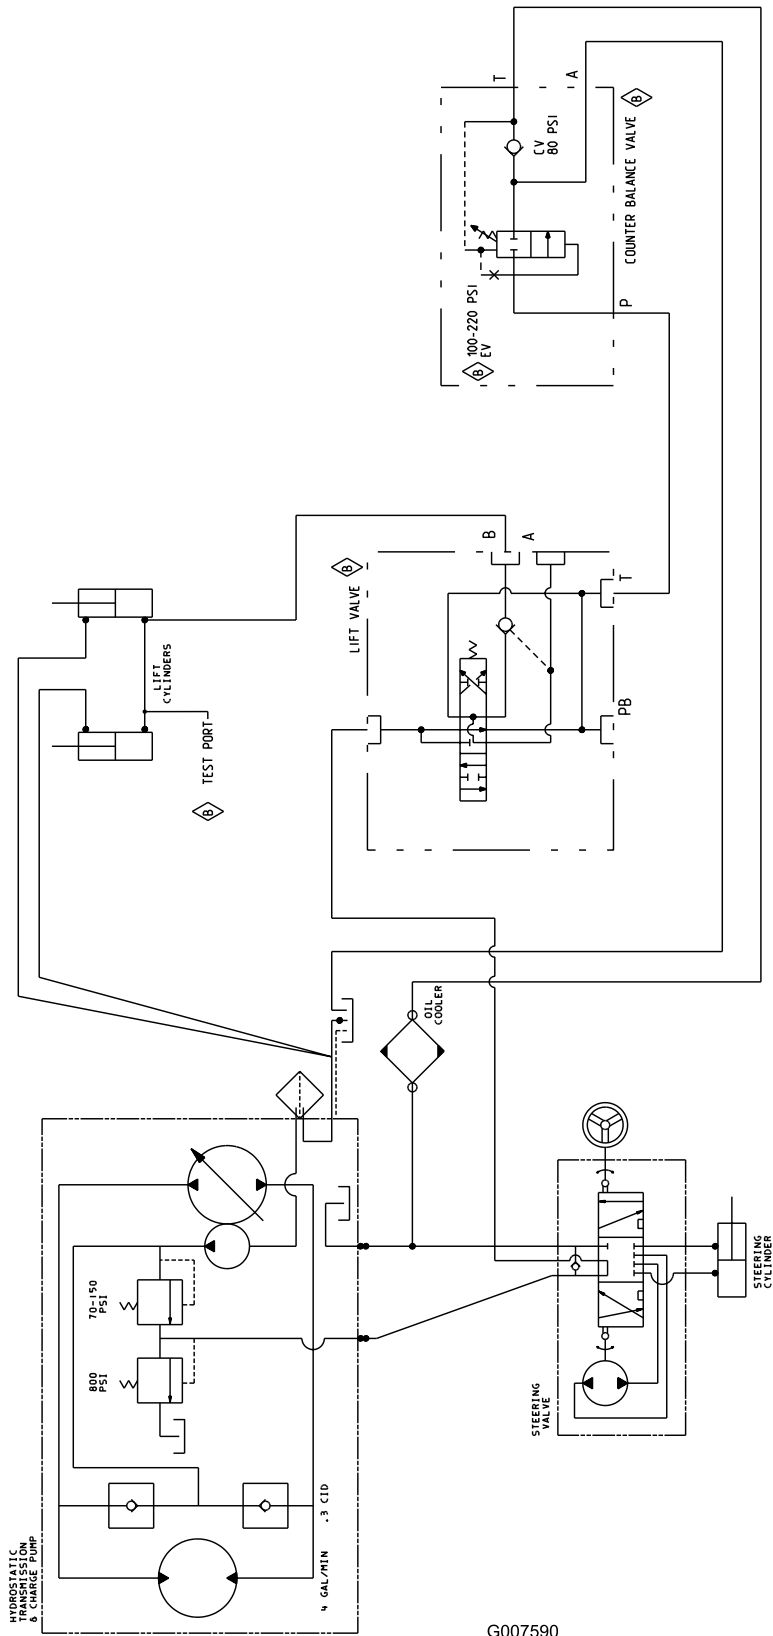 T
A
B
CV
80 PSI
COUNTER BALANCE VALVE
100-220 PSI
EV
B
P
B
A
B
LIFT VALVE
T
PB
LIFT
CYLINDERS
TEST PORT
B
OIL
COOLER
70-150
PSI
800
PSI
STEERING
CYLINDER
STEERING
VALVE
4 GAL/MIN .3 CID
HYDROSTATIC
TRANSMISSION
& CHARGE PUMP
G007590